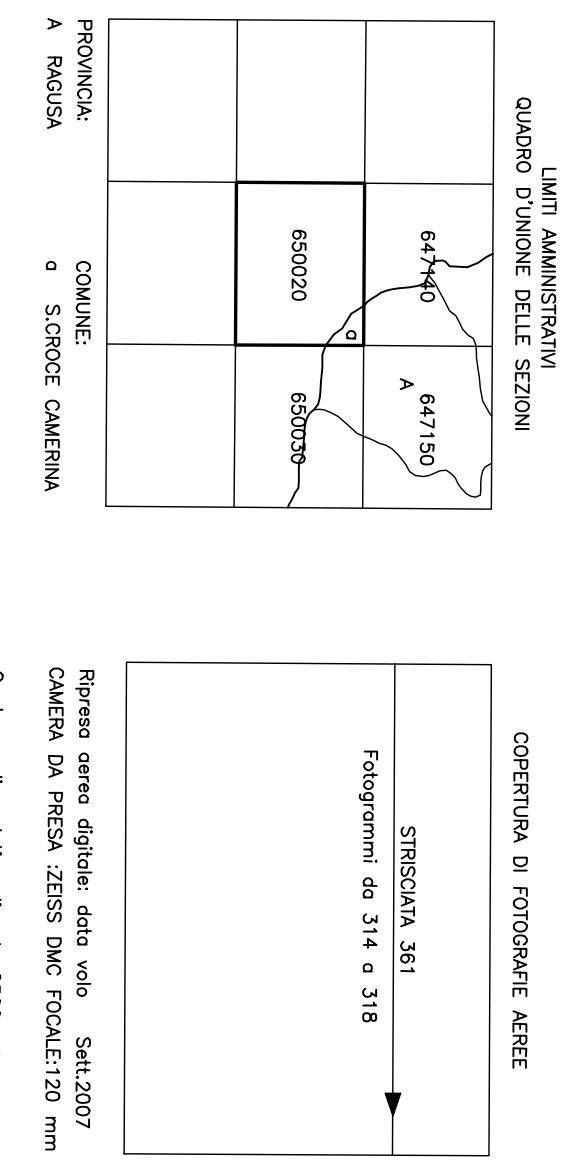 LIMITI AMMINISTRATIVI
QUADRO D'UNIONE DELLE SEZIONI
647140
647150
A
a
650020
650030
PROVINCIA:
A RAGUSA
COMUNE:
a S.CROCE CAMERINA
COPERTURA DI FOTOGRAFIE AEREE
STRISCIATA 361
Fotogrammi da 314 a 318
Ripresa aerea digitale: data volo Sett.2007
CAMERA DA PRESA :ZEISS DMC FOCALE:120 mm